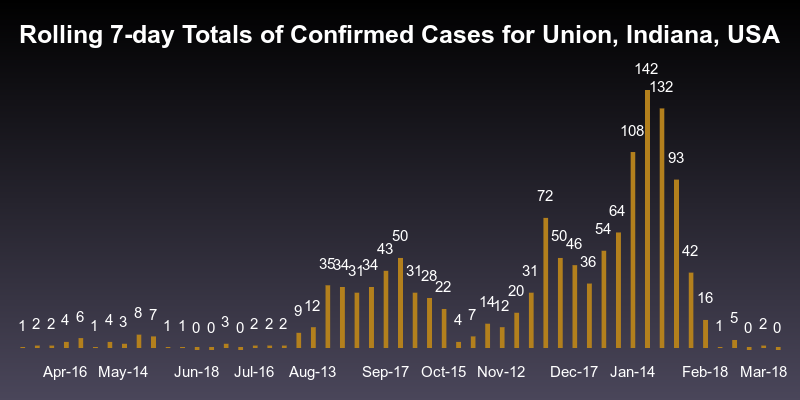 Rolling 7-day Totals of Confirmed Cases for Union, Indiana, USA
1 2 2 4 6 1 4 3 8 7 1 1 0 0 3 0 2 2 2 9 12 35 34 31 34 43 50 31 28 22 4 7 14 12 20 31 72 50 46 36 54 64 108 142 132 93 42 16 1 5 0 2 0
Apr-16 May-14 Jun-18 Jul-16 Aug-13 Sep-17 Oct-15 Nov-12 Dec-17 Jan-14 Feb-18 Mar-18